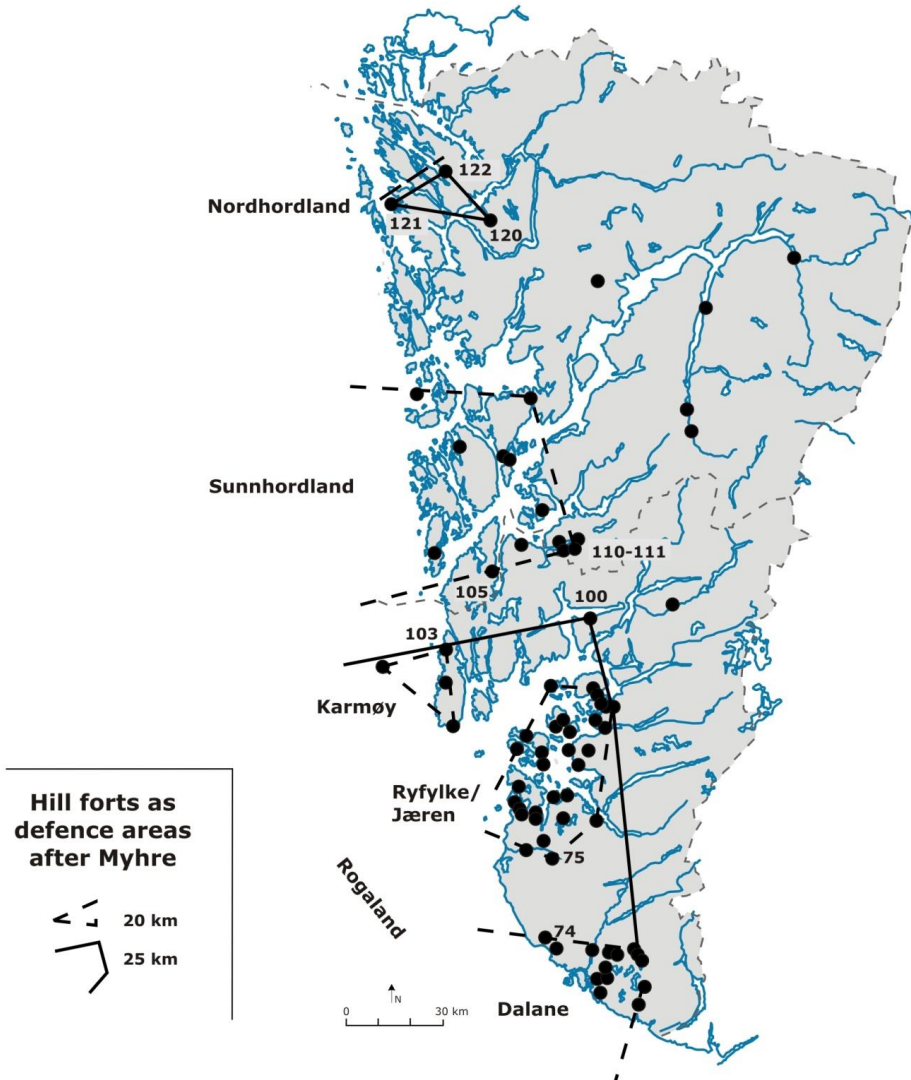 122
Nordhordland
121
120
Sunnhordland
110-111
105
100
103
Karmøy
Ryfylke/
Jæren
75
Rogaland
74
Dalane
Hill forts as
defence areas
after Myhre
20 km
25 km
N
0
30 km